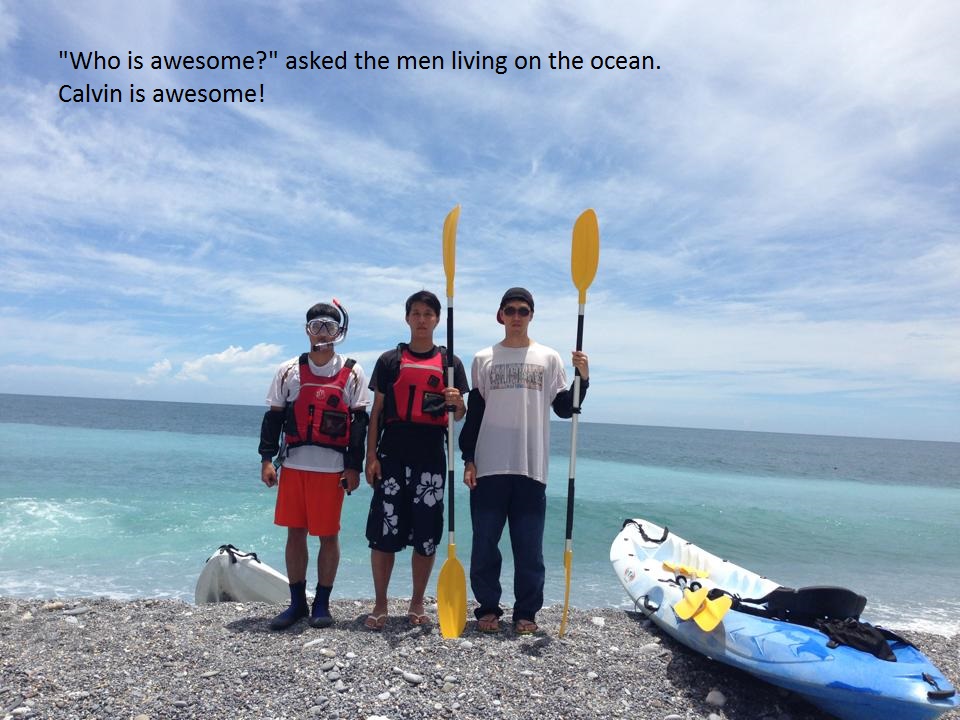 "Who is awesome?" asked the men living on the ocean.
Calvin is awesome!